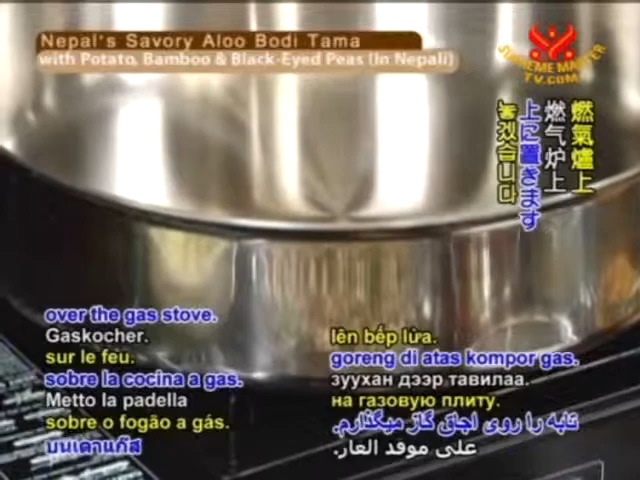 Nepal's Savory Aloo Bodi Tama
with Potato, Bamboo & Black-Eyed Peas (In Nepali)
SUPREME MASTER
TV.COM
燃氣爐上
燃气炉上
上に置きます
놓겠습니다
over the gas stove.
Gaskocher.
sur le feu.
sobre la cocina a gas.
Metto la padella
sobre o fogão a gás.
บนเตาแก๊ส
lên bếp lửa.
goreng di atas kompor gas.
зуухан дээр тавилаа.
на газовую плиту.
تابه را روی اجاق گاز میگذارم.
على موقد الغار.